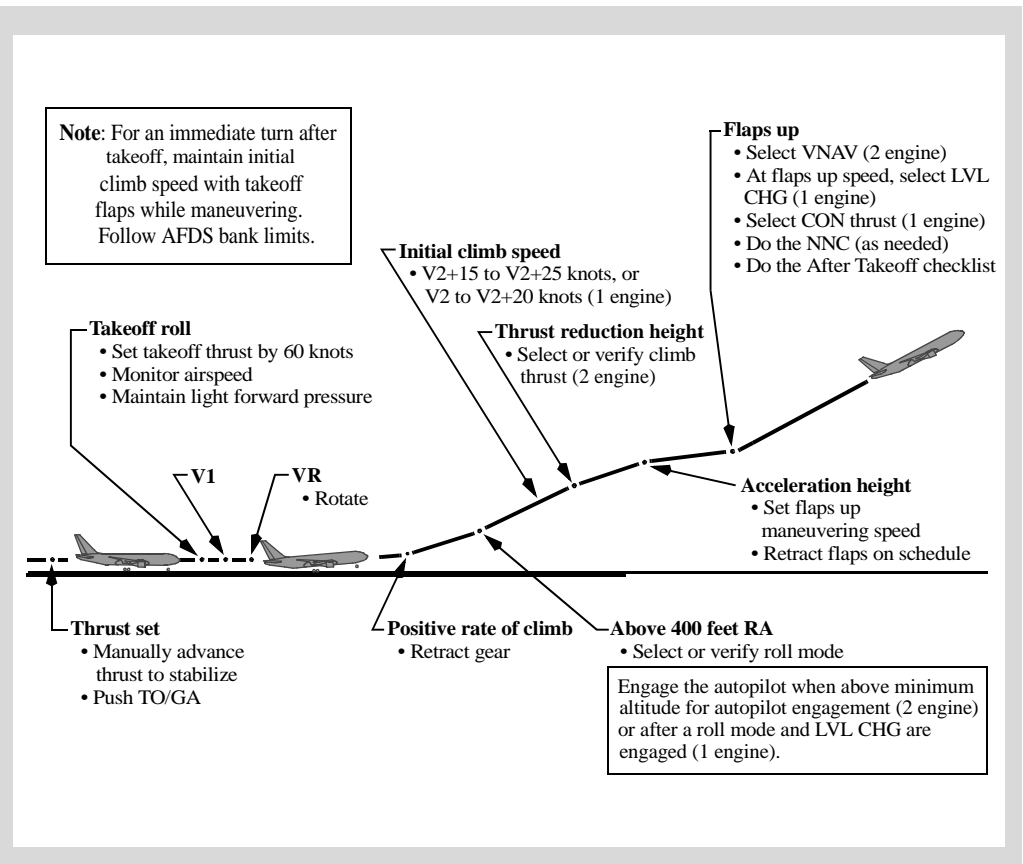 Note: For an immediate turn after
takeoff, maintain initial
climb speed with takeoff
flaps while maneuvering.
Follow AFDS bank limits.
Flaps up
• Select VNAV (2 engine)
• At flaps up speed, select LVL
CHG (1 engine)
• Select CON thrust (1 engine)
• Do the NNC (as needed)
• Do the After Takeoff checklist
Initial climb speed
• V2+15 to V2+25 knots, or
V2 to V2+20 knots (1 engine)
Takeoff roll
• Set takeoff thrust by 60 knots
• Monitor airspeed
• Maintain light forward pressure
Thrust reduction height
• Select or verify climb
thrust (2 engine)
V1
VR
• Rotate
Acceleration height
• Set flaps up
maneuvering speed
• Retract flaps on schedule
Thrust set
• Manually advance
thrust to stabilize
• Push TO/GA
Positive rate of climb
• Retract gear
Above 400 feet RA
• Select or verify roll mode
Engage the autopilot when above minimum
altitude for autopilot engagement (2 engine)
or after a roll mode and LVL CHG are
engaged (1 engine).